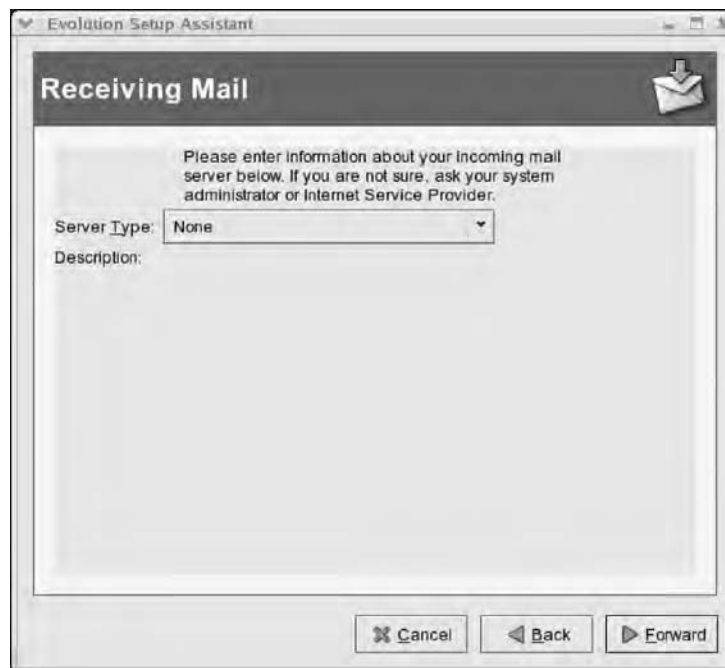 Evolution Setup Assistant
Receiving Mail
Please enter information about your incoming mail
server below. If you are not sure, ask your system
administrator or Internet Service Provider.
Server Type: None
Description:
Cancel Back Forward